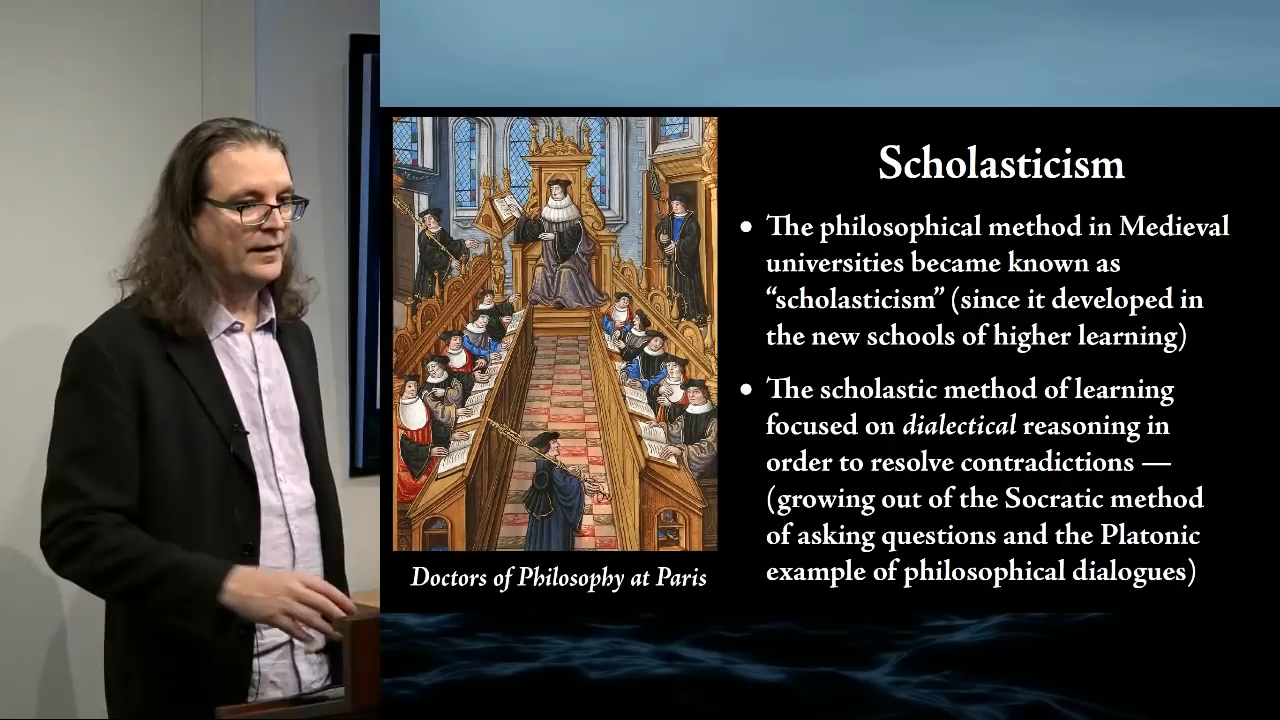 Scholasticism
• The philosophical method in Medieval
universities became known as
“scholasticism” (since it developed in
the new schools of higher learning)
• The scholastic method of learning
focused on dialectical reasoning in
order to resolve contradictions —
(growing out of the Socratic method
of asking questions and the Platonic
example of philosophical dialogues)
Doctors of Philosophy at Paris